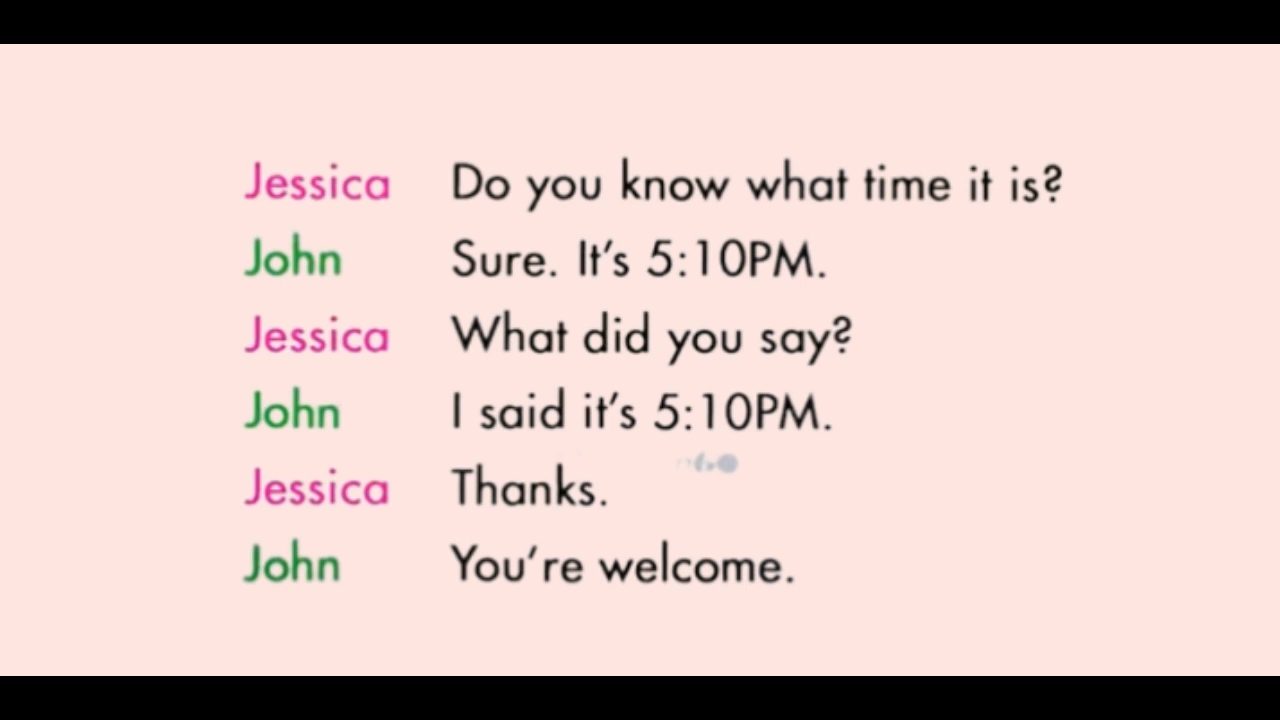 Jessica Do you know what time it is?
John Sure. It's 5:10PM.
Jessica What did you say?
John I said it's 5:10PM.
Jessica Thanks.
John You're welcome.